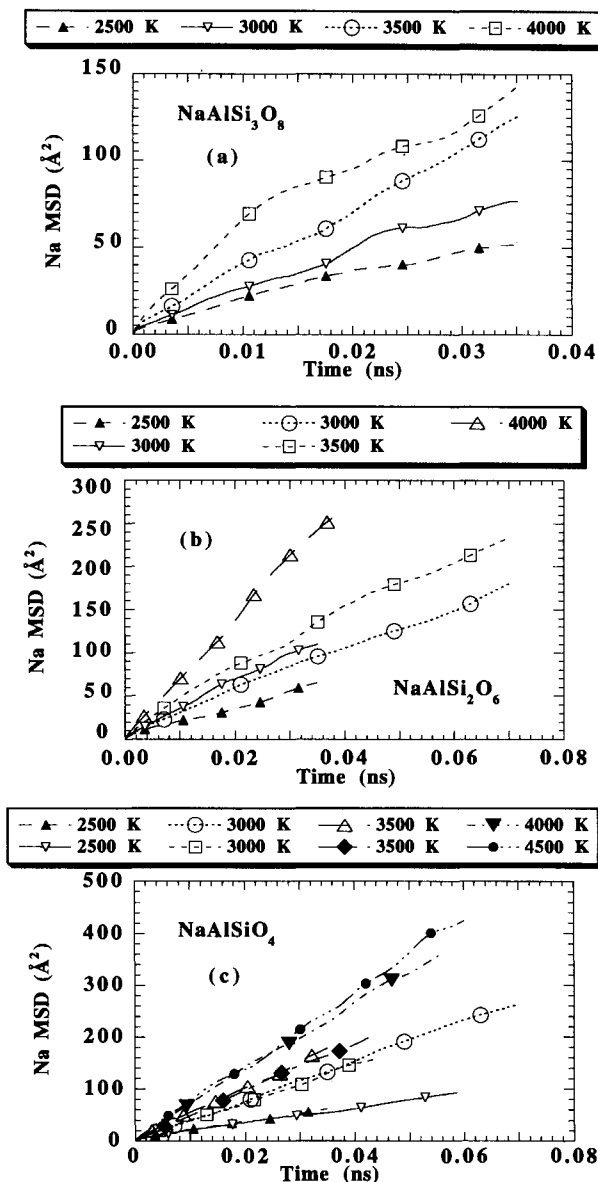 2500 K 3000 K 3500 K 4000 K
150
100
50
0
Na MSD (Å²)
NaAlSi₃O₈
(a)
0.00 0.01 0.02 0.03 0.04
Time (ns)
2500 K 3000 K 4000 K
3000 K 3500 K
300
250
200
150
100
50
0
Na MSD (Å²)
(b)
NaAlSi₂O₆
0.00 0.02 0.04 0.06 0.08
Time (ns)
2500 K 3000 K 3500 K 4000 K
2500 K 3000 K 3500 K 4500 K
500
400
300
200
100
0
Na MSD (Å²)
NaAlSiO₄
(c)
0.00 0.02 0.04 0.06 0.08
Time (ns)